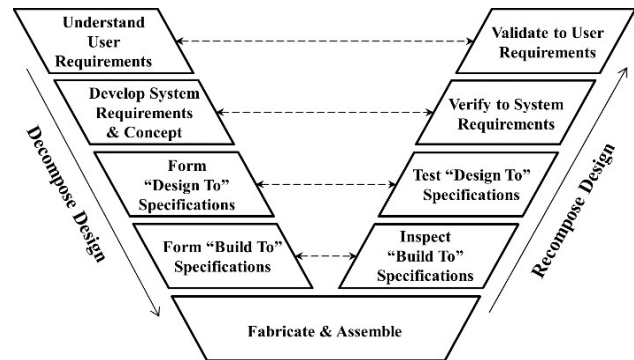 Understand
User
Requirements
Validate to User
Requirements
Develop System
Requirements
& Concept
Verify to System
Requirements
Form
“Design To”
Specifications
Test “Design To”
Specifications
Form “Build To”
Specifications
Inspect
“Build To”
Specifications
Fabricate & Assemble
Decompose Design
Recompose Design